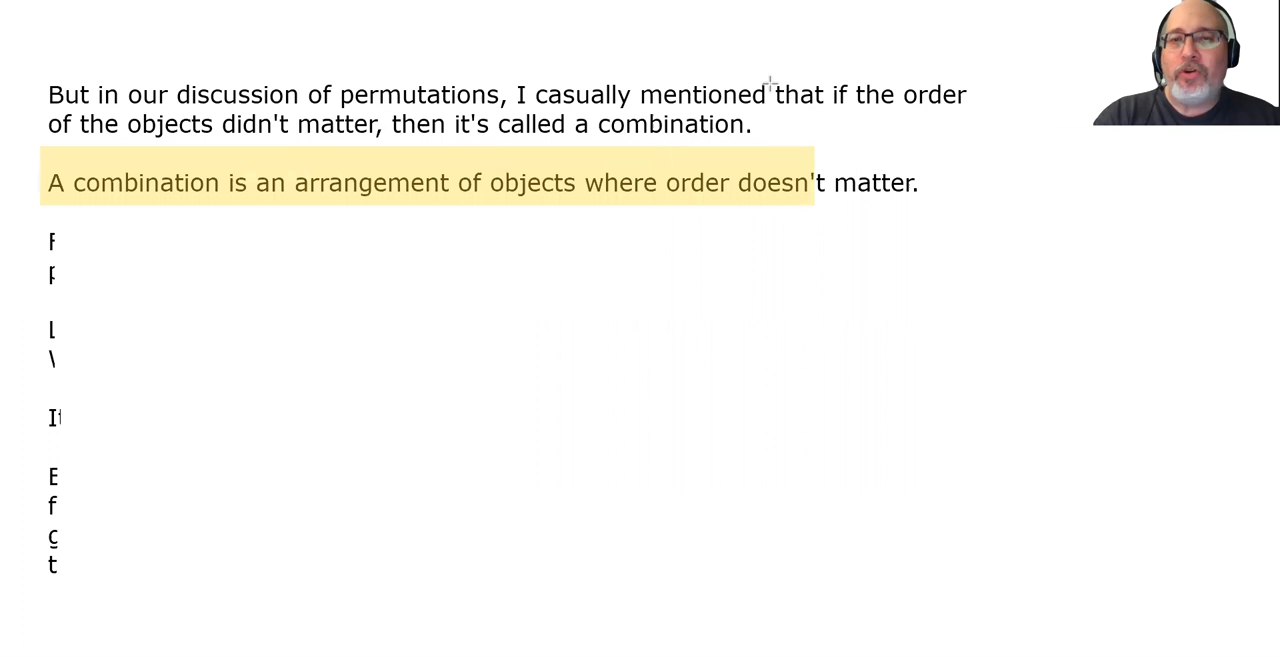 But in our discussion of permutations, I casually mentioned that if the order
of the objects didn't matter, then it's called a combination.
A combination is an arrangement of objects where order doesn't matter.